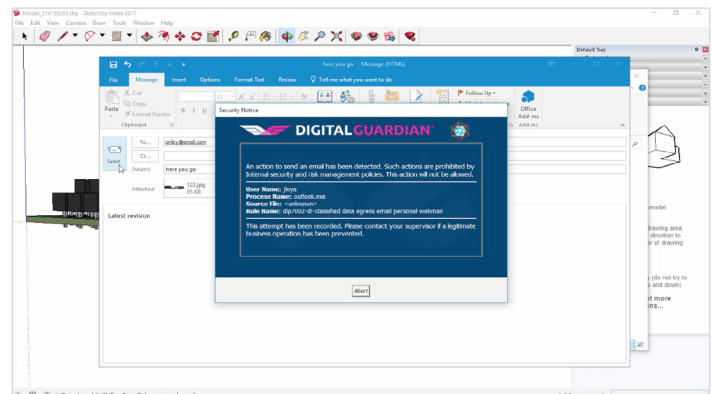 Model_314159265.skp - SketchUp Make 2017
File Edit View Camera Draw Tools Window Help
Default Tray
here you go - Message (HTML)
File Message Insert Options Format Text Review Tell me what you want to do
Cut
Copy
Format Painter
Paste
Clipboard
B I U
Follow Up
Office
Add-ins
Add-ins
Send
To...
Cc...
Subject here you go
Attached 123.jpg
85 KB
Latest revision
Security Notice
DIGITALGUARDIAN
An action to send an email has been detected. Such actions are prohibited by
Internal security and risk management policies. This action will not be allowed.
User Name: jloya
Process Name: outlook.exe
Source File: <unknown>
Rule Name: dlp7002-dl-classified data egress email personal webmail
This attempt has been recorded. Please contact your supervisor if a legitimate
business operation has been prevented.
Abort
model
drawing area.
direction to
er of drawing
y (do not try to
p and down)